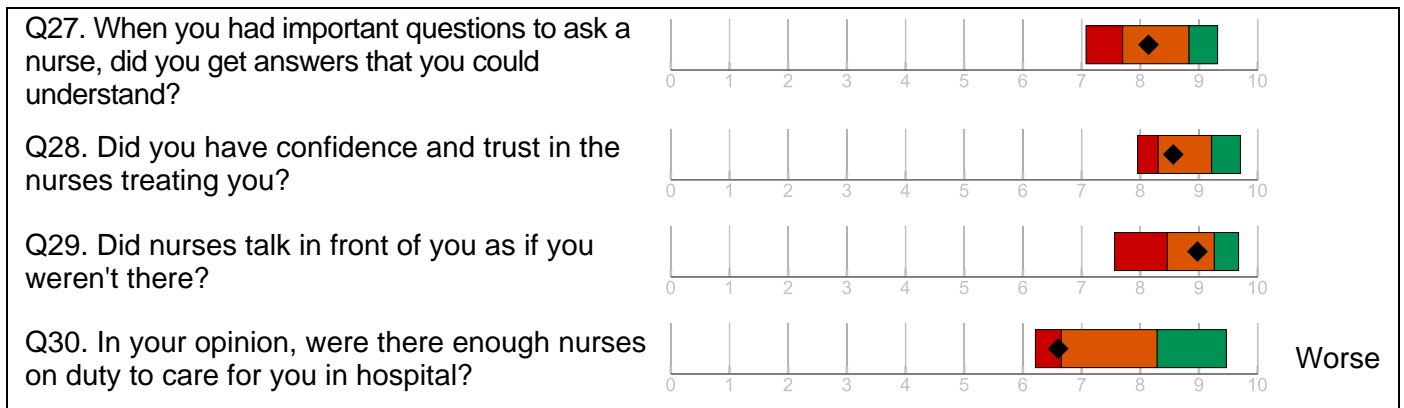 Q27. When you had important questions to ask a
nurse, did you get answers that you could
understand?
0 1 2 3 4 5 6 7 8 9 10
Q28. Did you have confidence and trust in the
nurses treating you?
0 1 2 3 4 5 6 7 8 9 10
Q29. Did nurses talk in front of you as if you
weren't there?
0 1 2 3 4 5 6 7 8 9 10
Q30. In your opinion, were there enough nurses
on duty to care for you in hospital?
Worse
0 1 2 3 4 5 6 7 8 9 10